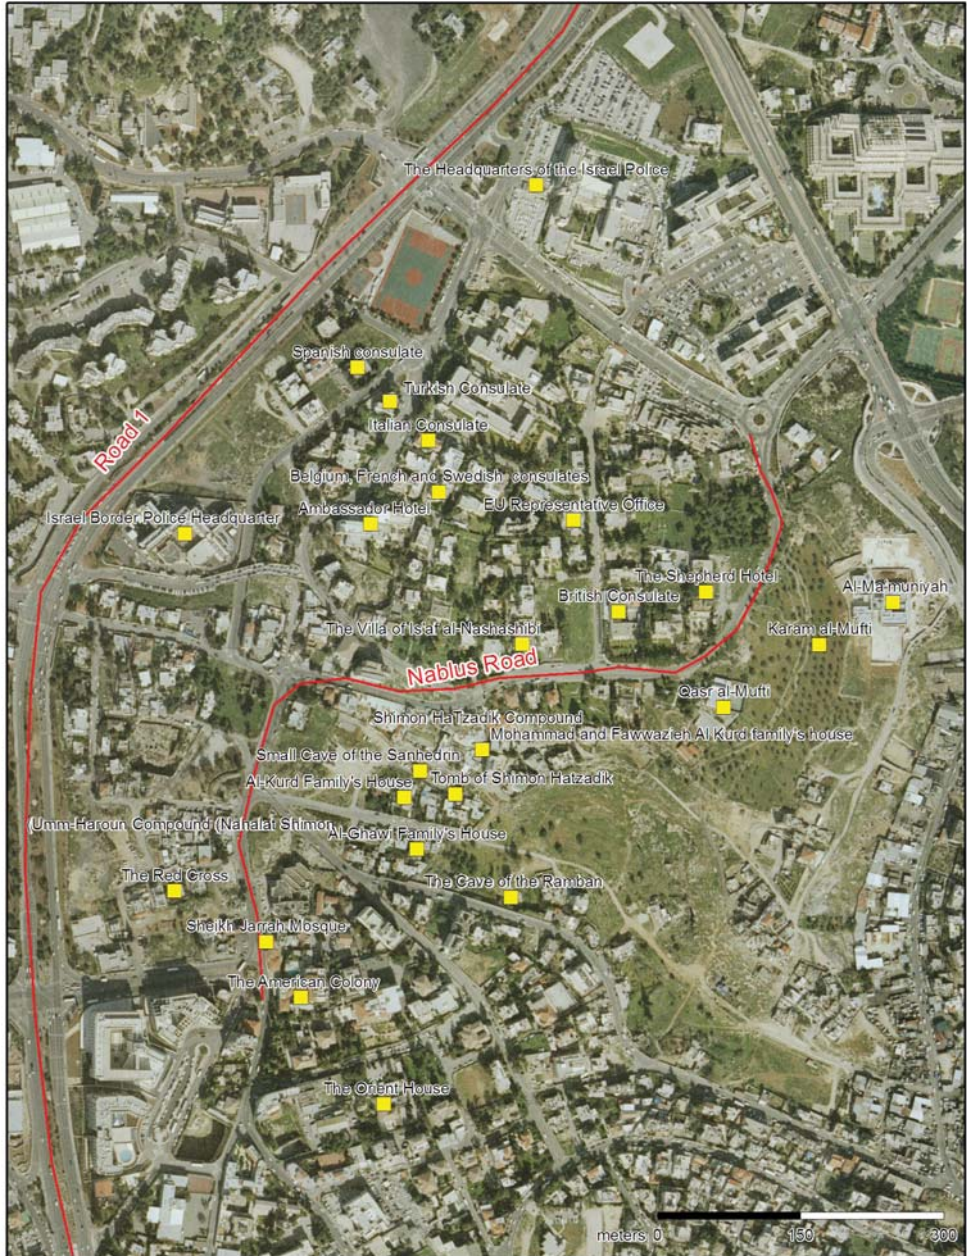 The Headquarters of the Israel Police
Spanish consulate
Turkish Consulate
Italian Consulate
Road 1
Belgium, French and Swedish consulates
Ambassador Hotel
EU Representative Office
Israel Border Police Headquarter
The Shepherd Hotel
Al-Ma'muniyah
British Consulate
The Villa of Is'af al-Nashashibi
Karam al-Mufti
Nablus Road
Qasr al-Mufti
Shimon HaTzadik Compound
Mohammad and Fawwazieh Al Kurd family's house
Small Cave of the Sanhedrin
Al-Kurd Family's House
Tomb of Shimon Hatzadik
(Umm-Haroun Compound (Nahalat Shimon
Al-Ghawi Family's House
The Red Cross
The Cave of the Ramban
Sheikh Jarrah Mosque
The American Colony
The Orient House
meters 0 150 300